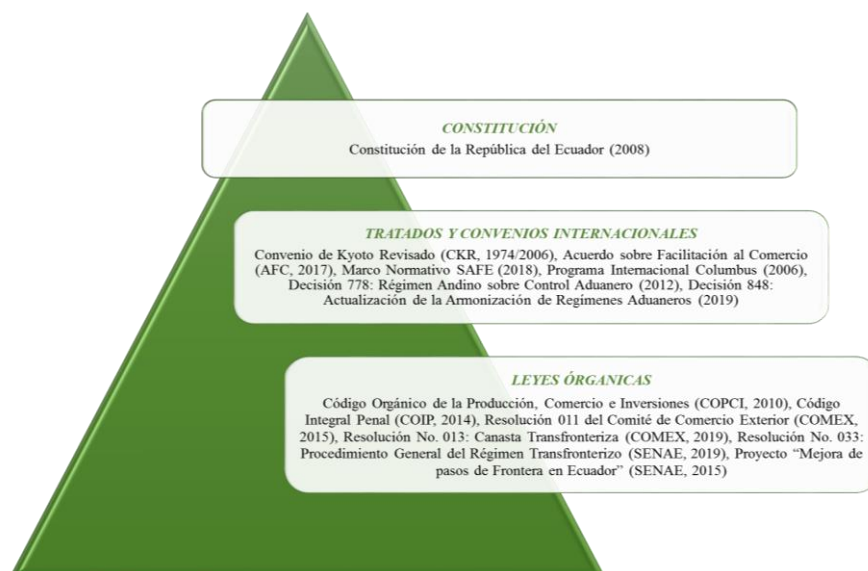 CONSTITUCIÓN
Constitución de la República del Ecuador (2008)
TRATADOS Y CONVENIOS INTERNACIONALES
Convenio de Kyoto Revisado (CKR, 1974/2006), Acuerdo sobre Facilitación al Comercio
(AFC, 2017), Marco Normativo SAFE (2018), Programa Internacional Columbus (2006),
Decisión 778: Régimen Andino sobre Control Aduanero (2012), Decisión 848:
Actualización de la Armonización de Regímenes Aduaneros (2019)
LEYES ÓRGANICAS
Código Orgánico de la Producción, Comercio e Inversiones (COPCI, 2010), Código
Integral Penal (COIP, 2014), Resolución 011 del Comité de Comercio Exterior (COMEX,
2015), Resolución No. 013: Canasta Transfronteriza (COMEX, 2019), Resolución No. 033:
Procedimiento General del Régimen Transfronterizo (SENAE, 2019), Proyecto “Mejora de
pasos de Frontera en Ecuador” (SENAE, 2015)